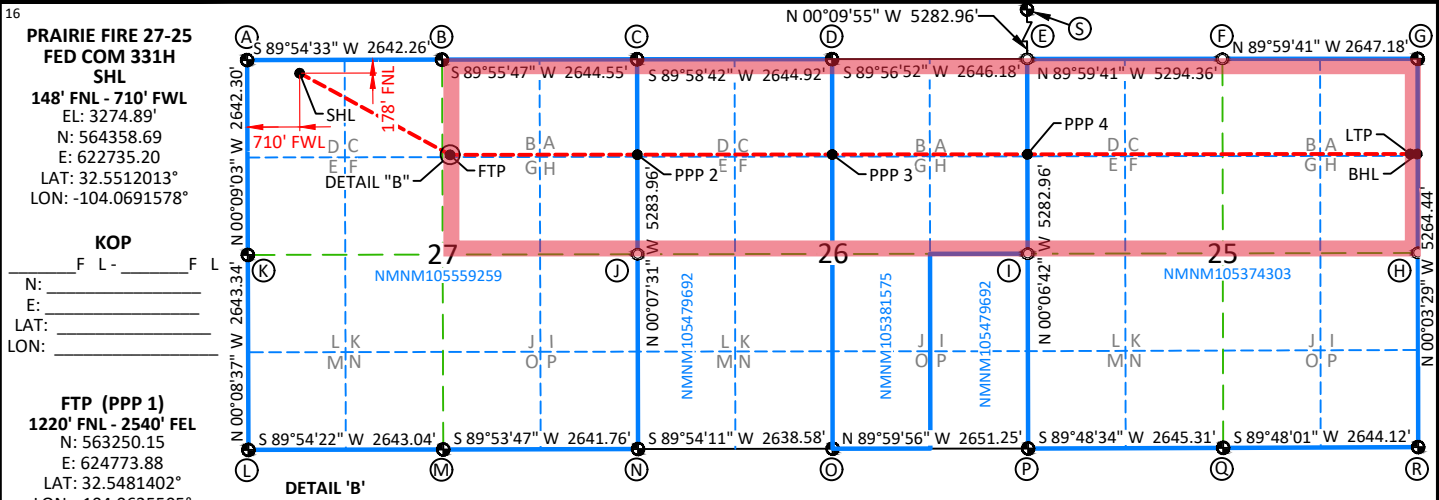 16
PRAIRIE FIRE 27-25
FED COM 331H
SHL
148' FNL - 710' FWL
EL: 3274.89'
N: 564358.69
E: 622735.20
LAT: 32.5512013°
LON: -104.0691578°
KOP
________F L - ________F L
N: ________________
E: ________________
LAT: ________________
LON: ________________
FTP (PPP 1)
1220' FNL - 2540' FEL
N: 563250.15
E: 624773.88
LAT: 32.5481402°
N 00°09'55" W 5282.96'
S
A
B
C
D
E
F
G
S 89°54'33" W 2642.26'
S 89°55'47" W 2644.55'
S 89°58'42" W 2644.92'
S 89°56'52" W 2646.18'
N 89°59'41" W 5294.36'
N 89°59'41" W 2647.18'
N 00°09'03" W 2642.30'
SHL
178' FNL
710' FWL
D C
E F
B A
G H
D C
E F
B A
G H
D C
E F
B A
G H
DETAIL "B"
FTP
PPP 2
PPP 3
PPP 4
LTP
BHL
K
27
J
26
I
25
H
NMNM105559259
NMNM105479692
NMNM105381575
NMNM105479692
NMNM105374303
N 00°08'37" W 2643.34'
N 00°07'31" W 5283.96'
N 00°06'42" W 5282.96'
N 00°03'29" W 5264.44'
L K
M N
J I
O P
L K
M N
J I
O P
L K
M N
J I
O P
S 89°54'22" W 2643.04'
S 89°53'47" W 2641.76'
S 89°54'11" W 2638.58'
N 89°59'56" W 2651.25'
S 89°48'34" W 2645.31'
S 89°48'01" W 2644.12'
L
M
N
O
P
Q
R
DETAIL 'B'